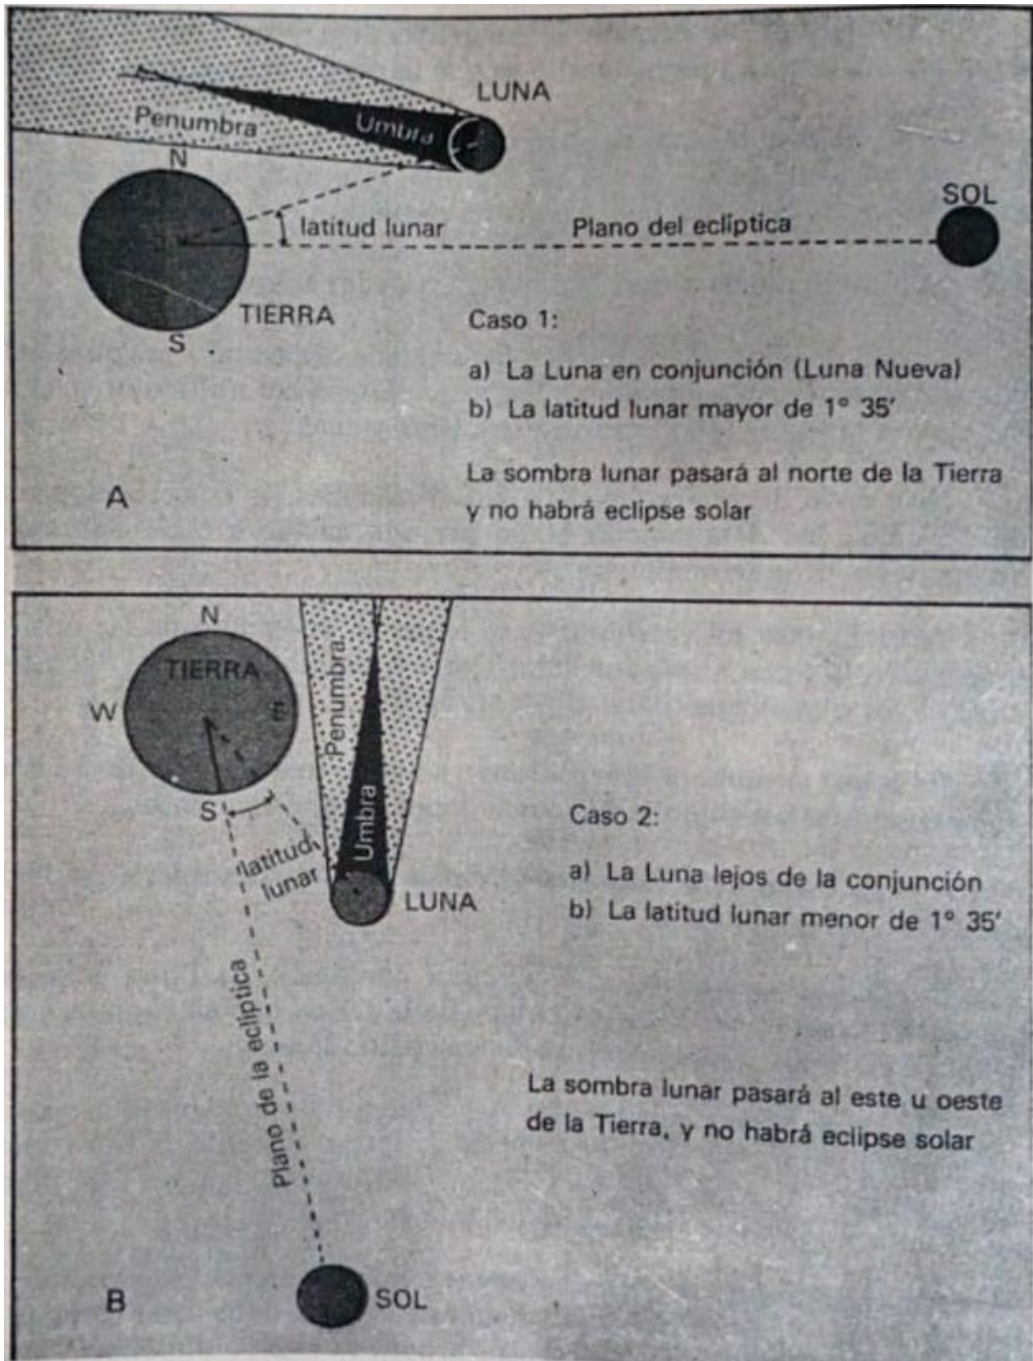 LUNA
Penumbra
Umbra
N
SOL
latitud lunar
Plano del eclíptica
TIERRA
S
Caso 1:
a) La Luna en conjunción (Luna Nueva)
b) La latitud lunar mayor de 1° 35′
La sombra lunar pasará al norte de la Tierra
y no habrá eclipse solar
A
N
TIERRA
W
E
S
Penumbra
Umbra
latitud
lunar
LUNA
Caso 2:
a) La Luna lejos de la conjunción
b) La latitud lunar menor de 1° 35′
Plano de la eclíptica
La sombra lunar pasará al este u oeste
de la Tierra, y no habrá eclipse solar
B
SOL